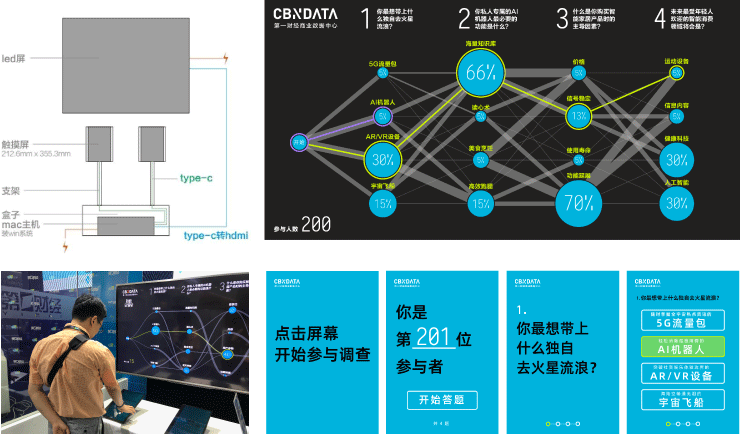 led屏
触摸屏
212.6mm x 355.3mm
支架
盒子
mac主机
装win系统
type-c
type-c转hdmi
CBNDATA
第一财经商业数据中心
1
你最想带上什
么独自去火星
流浪?
2
你私人专属的AI
机器人最必要的
功能是什么?
3
什么是你购买智
能家居产品时的
主导因素?
4
未来最受年轻人
欢迎的智能消费
领域将会是?
开始
5G流量包
5%
AI机器人
5%
AR/VR设备
30%
宇宙飞船
15%
海量知识库
66%
读心术
5%
美食烹饪
5%
高效跑腿
15%
价格
5%
信号稳定
13%
使用寿命
5%
功能延展
70%
运动设备
5%
信息内容
5%
健康科技
30%
人工智能
30%
参与人数 200
CBNDATA
点击屏幕
开始参与调查
CBNDATA
你是
第 201 位
参与者
开始答题
共 4 题
CBNDATA
1.
你最想带上
什么独自
去火星流浪?
CBNDATA
1.你最想带上什么独自去火星流浪?
5G流量包
AI机器人
AR/VR设备
宇宙飞船